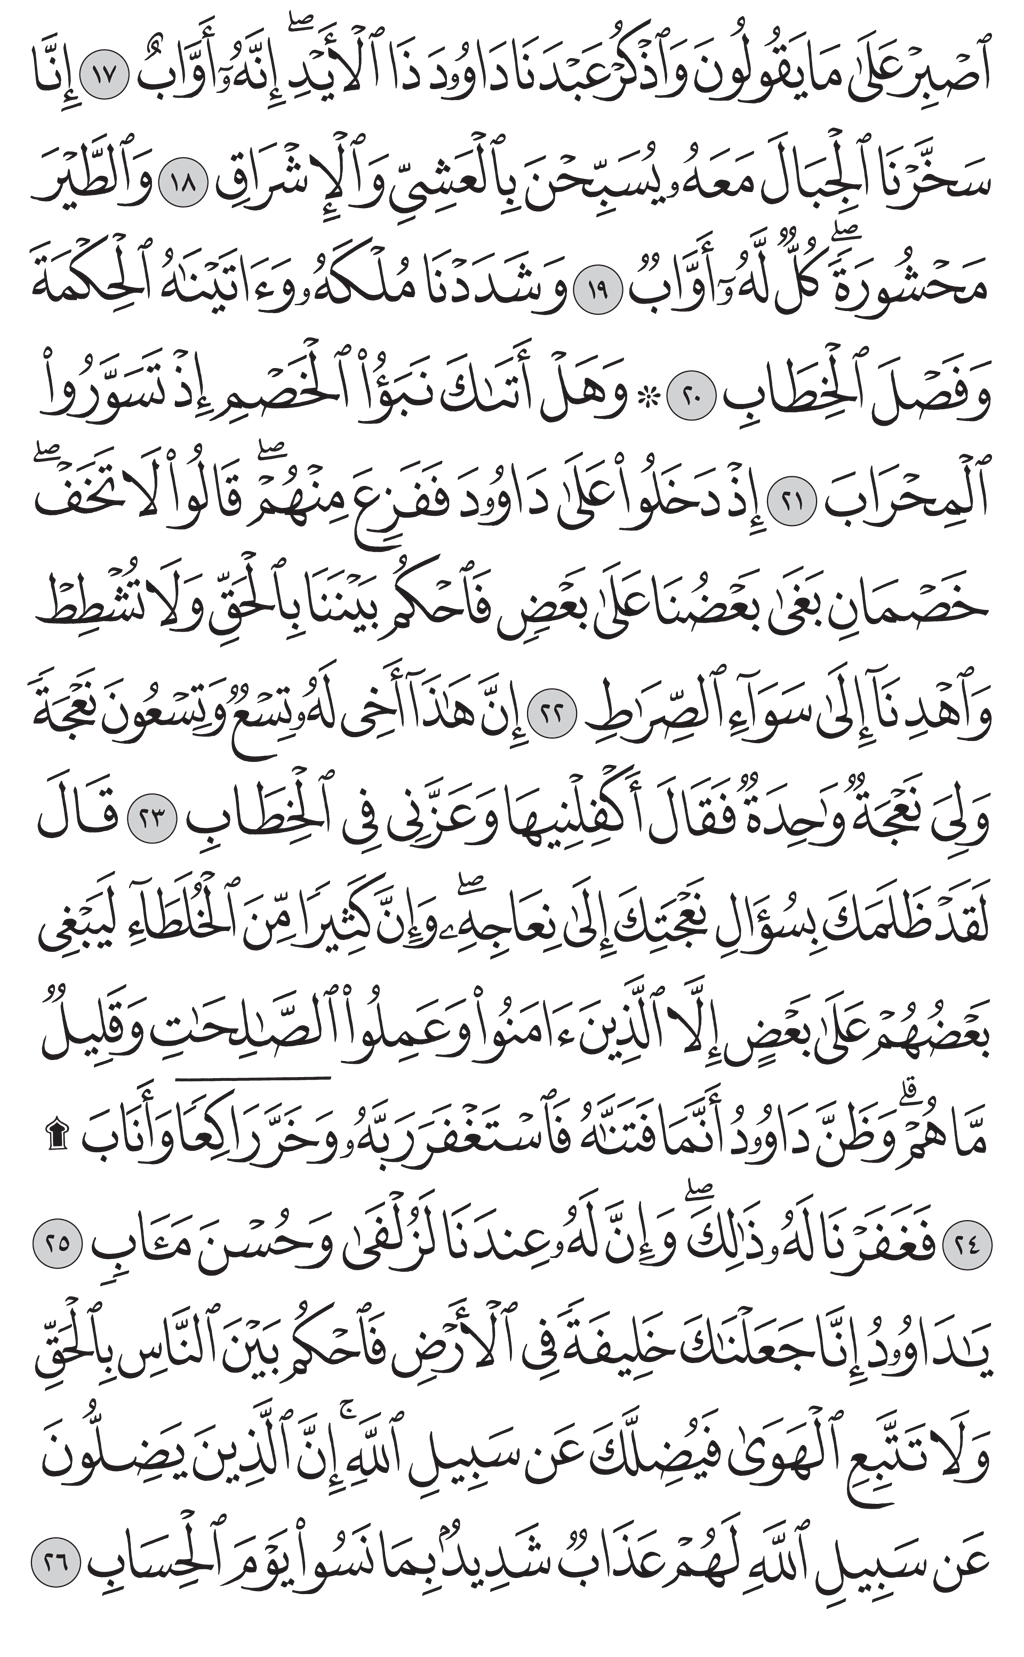 ٱصۡبِرۡ عَلَىٰ مَا يَقُولُونَ وَٱذۡكُرۡ عَبۡدَنَا دَاوُۥدَ ذَا ٱلۡأَيۡدِۖ إِنَّهُۥٓ أَوَّابٌ ١٧ إِنَّا
سَخَّرۡنَا ٱلۡجِبَالَ مَعَهُۥ يُسَبِّحۡنَ بِٱلۡعَشِيِّ وَٱلۡإِشۡرَاقِ ١٨ وَٱلطَّيۡرَ
مَحۡشُورَةٗۖ كُلّٞ لَّهُۥٓ أَوَّابٞ ١٩ وَشَدَدۡنَا مُلۡكَهُۥ وَءَاتَيۡنَٰهُ ٱلۡحِكۡمَةَ
وَفَصۡلَ ٱلۡخِطَابِ ٢٠ ۞ وَهَلۡ أَتَىٰكَ نَبَؤُاْ ٱلۡخَصۡمِ إِذۡ تَسَوَّرُواْ
ٱلۡمِحۡرَابَ ٢١ إِذۡ دَخَلُواْ عَلَىٰ دَاوُۥدَ فَفَزِعَ مِنۡهُمۡۖ قَالُواْ لَا تَخَفۡۖ
خَصۡمَانِ بَغَىٰ بَعۡضُنَا عَلَىٰ بَعۡضٖ فَٱحۡكُم بَيۡنَنَا بِٱلۡحَقِّ وَلَا تُشۡطِطۡ
وَٱهۡدِنَآ إِلَىٰ سَوَآءِ ٱلصِّرَٰطِ ٢٢ إِنَّ هَٰذَآ أَخِي لَهُۥ تِسۡعٞ وَتِسۡعُونَ نَعۡجَةٗ
وَلِيَ نَعۡجَةٞ وَٰحِدَةٞ فَقَالَ أَكۡفِلۡنِيهَا وَعَزَّنِي فِي ٱلۡخِطَابِ ٢٣ قَالَ
لَقَدۡ ظَلَمَكَ بِسُؤَالِ نَعۡجَتِكَ إِلَىٰ نِعَاجِهِۦۖ وَإِنَّ كَثِيرٗا مِّنَ ٱلۡخُلَطَآءِ لَيَبۡغِي
بَعۡضُهُمۡ عَلَىٰ بَعۡضٍ إِلَّا ٱلَّذِينَ ءَامَنُواْ وَعَمِلُواْ ٱلصَّٰلِحَٰتِ وَقَلِيلٞ
مَّا هُمۡۗ وَظَنَّ دَاوُۥدُ أَنَّمَا فَتَنَّٰهُ فَٱسۡتَغۡفَرَ رَبَّهُۥ وَخَرَّۤ رَاكِعٗاۤ وَأَنَابَ ۩
٢٤ فَغَفَرۡنَا لَهُۥ ذَٰلِكَۖ وَإِنَّ لَهُۥ عِندَنَا لَزُلۡفَىٰ وَحُسۡنَ مَـَٔابٖ ٢٥
يَٰدَاوُۥدُ إِنَّا جَعَلۡنَٰكَ خَلِيفَةٗ فِي ٱلۡأَرۡضِ فَٱحۡكُم بَيۡنَ ٱلنَّاسِ بِٱلۡحَقِّ
وَلَا تَتَّبِعِ ٱلۡهَوَىٰ فَيُضِلَّكَ عَن سَبِيلِ ٱللَّهِۚ إِنَّ ٱلَّذِينَ يَضِلُّونَ
عَن سَبِيلِ ٱللَّهِ لَهُمۡ عَذَابٞ شَدِيدُۢ بِمَا نَسُواْ يَوۡمَ ٱلۡحِسَابِ ٢٦